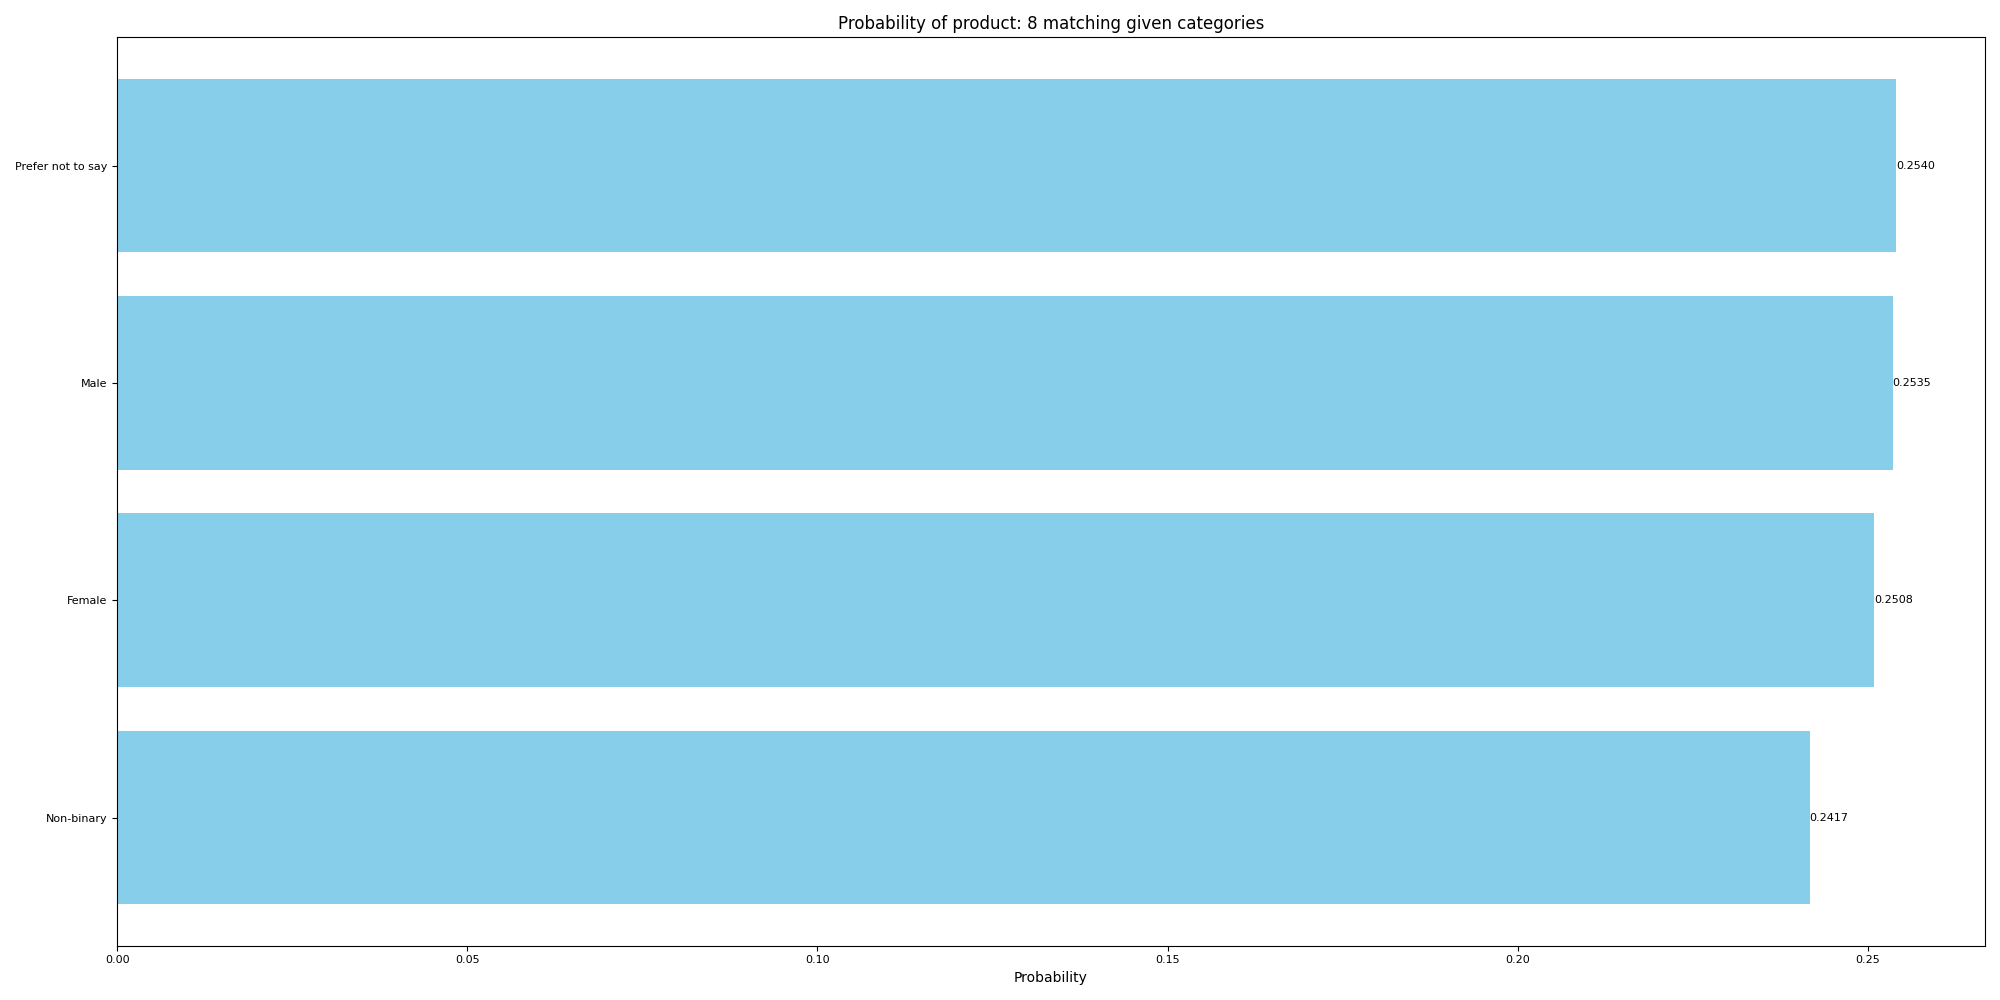 Probability of product: 8 matching given categories
Prefer not to say
0.2540
Male
0.2535
Female
0.2508
Non-binary
0.2417
0.00 0.05 0.10 0.15 0.20 0.25
Probability